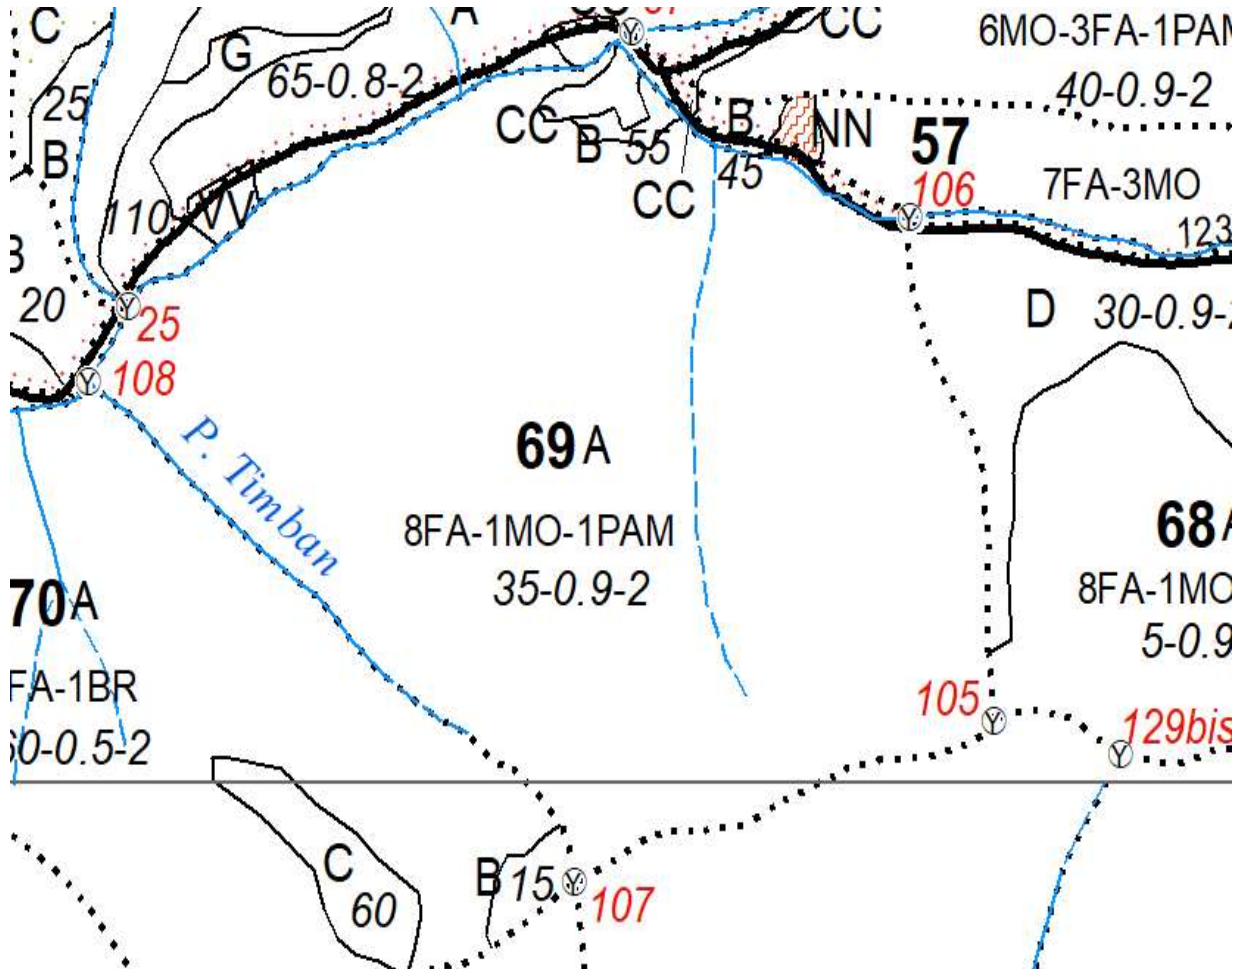 C
A
CC
6MO-3FA-1PAM
G
65-0.8-2
40-0.9-2
25
CC
B
NN
57
B
B 55
45
106
7FA-3MO
110
VV
CC
123
20
25
D
30-0.9-
108
P. Timban
69 A
8FA-1MO-1PAM
35-0.9-2
68
8FA-1MO
5-0.9
70A
FA-1BR
0-0.5-2
105
129bis
C
60
B 15
107